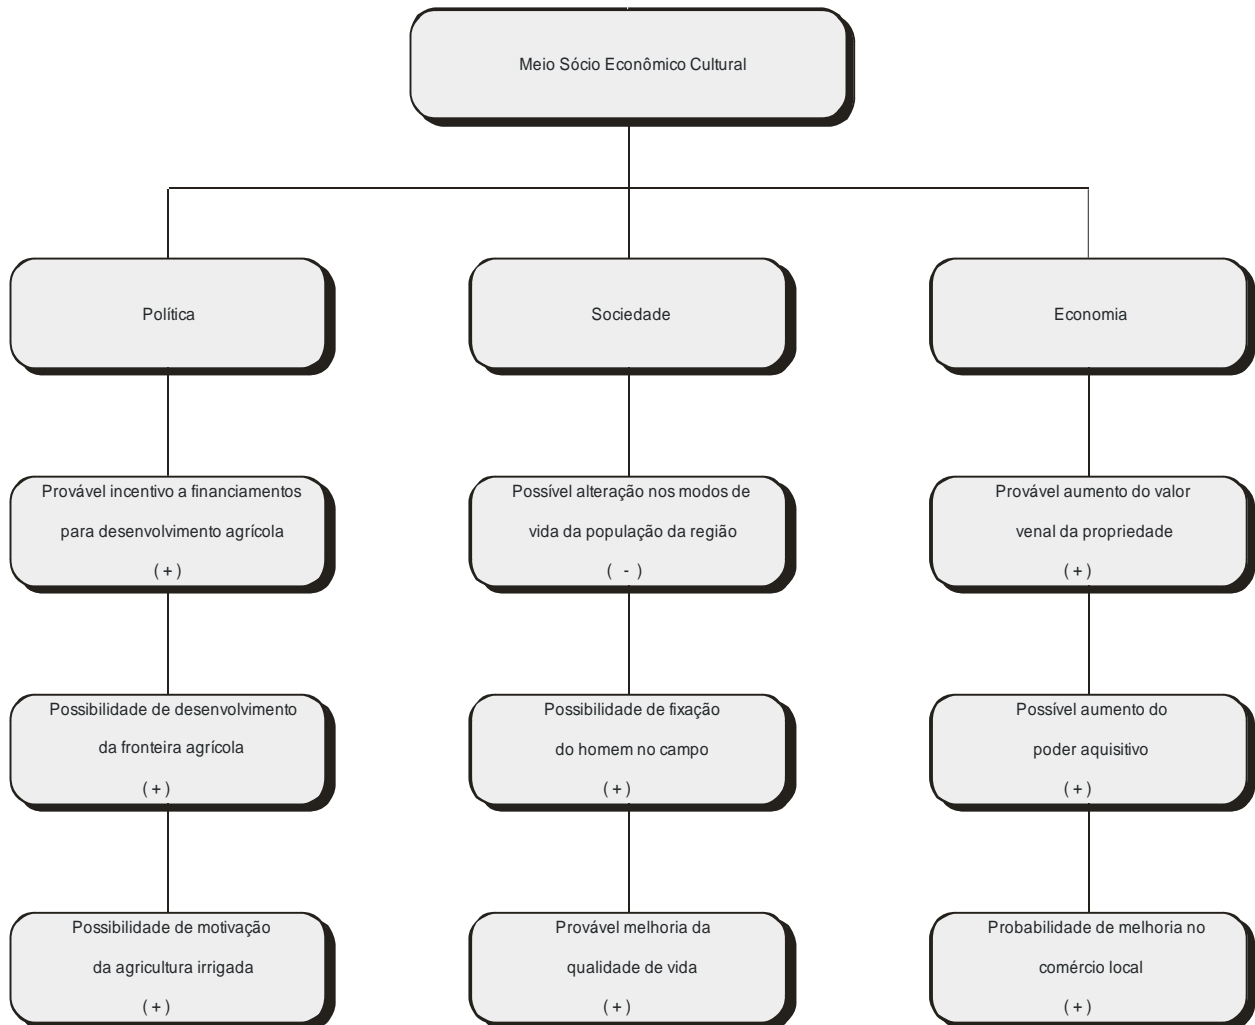 Meio Sócio Econômico Cultural
Política
Sociedade
Economia
Provável incentivo a financiamentos
para desenvolvimento agrícola
(+)
Possível alteração nos modos de
vida da população da região
( - )
Provável aumento do valor
venal da propriedade
(+)
Possibilidade de desenvolvimento
da fronteira agrícola
(+)
Possibilidade de fixação
do homem no campo
(+)
Possível aumento do
poder aquisitivo
(+)
Possibilidade de motivação
da agricultura irrigada
(+)
Provável melhoria da
qualidade de vida
(+)
Probabilidade de melhoria no
comércio local
(+)